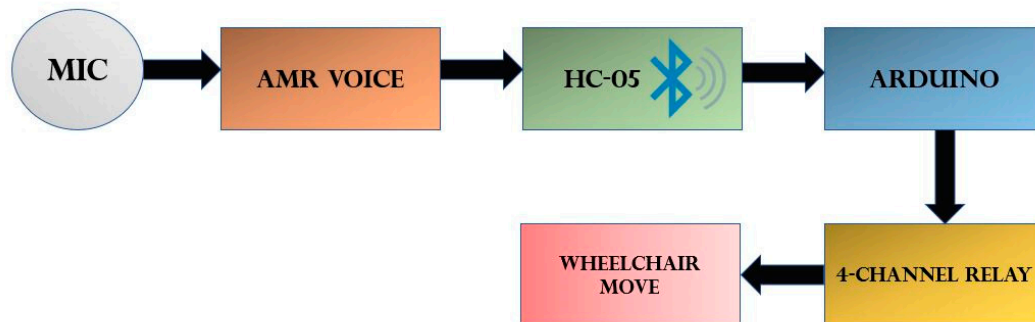 MIC
AMR VOICE
HC-05
ARDUINO
WHEELCHAIR
MOVE
4-CHANNEL RELAY